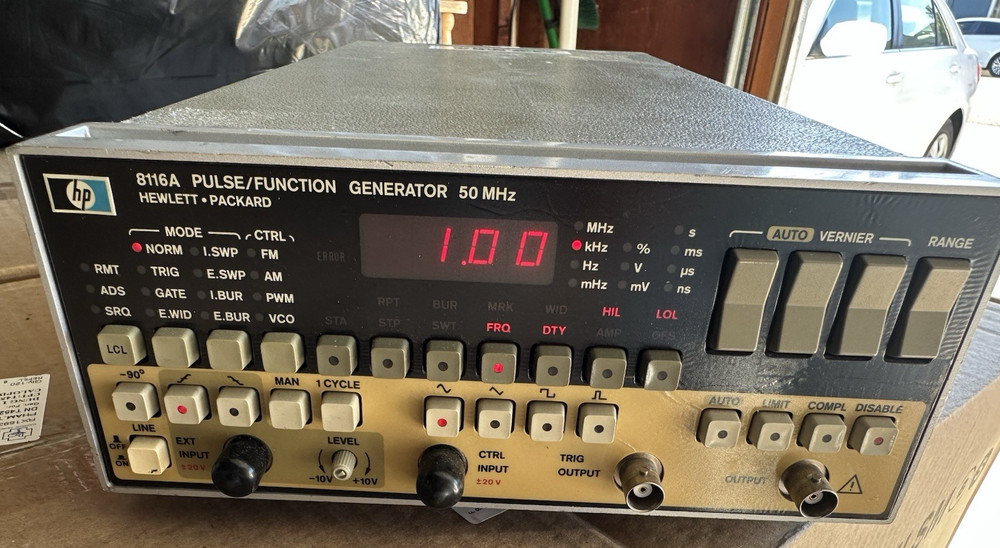 hp
8116A PULSE/FUNCTION GENERATOR 50 MHz
HEWLETT • PACKARD
MODE CTRL
NORM I.SWP FM
RMT TRIG E.SWP AM
ADS GATE I.BUR PWM
SRQ E.WID E.BUR VCO
ERROR
1.00
MHz
kHz
Hz
mHz
%
V
mV
s
ms
µs
ns
AUTO VERNIER
RANGE
RPT BUR MRK WID HIL LOL
STA STP SWT FRQ DTY AMP OFS
LCL
-90°
MAN
1 CYCLE
AUTO LIMIT COMPL DISABLE
LINE
OFF
ON
EXT
INPUT
±20V
LEVEL
-10V +10V
CTRL
INPUT
±20V
TRIG
OUTPUT
OUTPUT